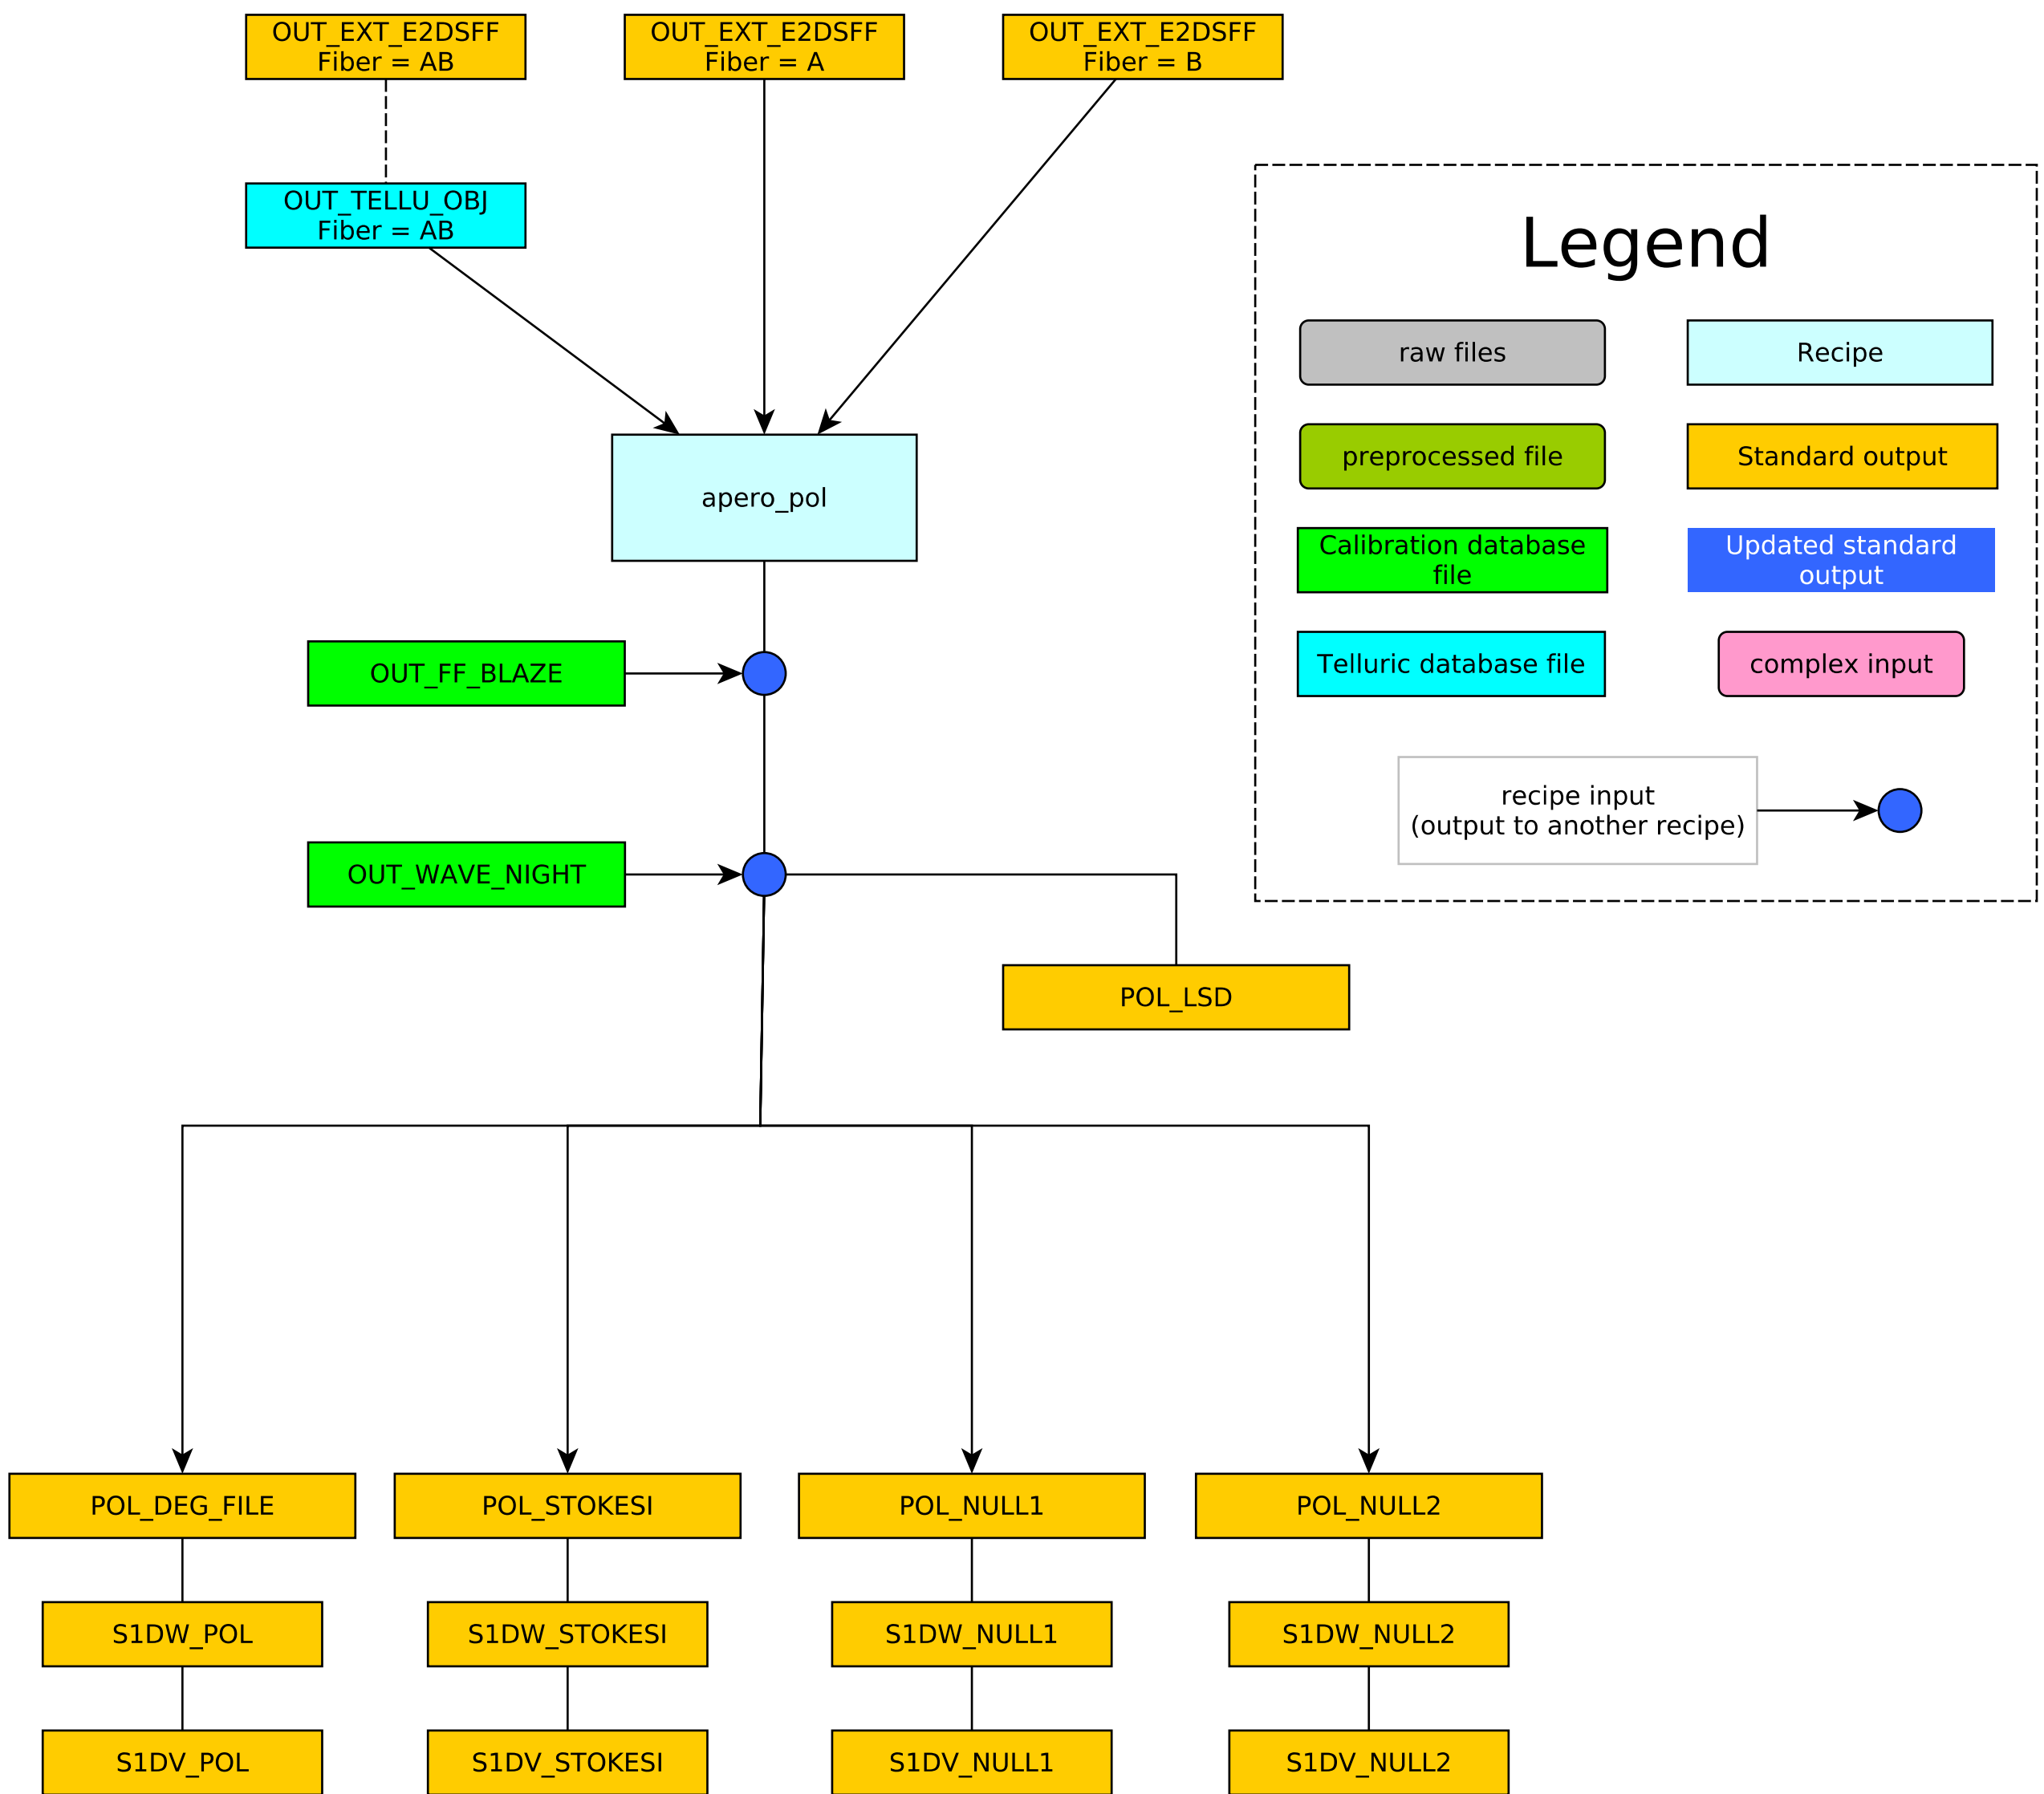 OUT_EXT_E2DSFF
Fiber = AB
OUT_EXT_E2DSFF
Fiber = A
OUT_EXT_E2DSFF
Fiber = B
OUT_TELLU_OBJ
Fiber = AB
apero_pol
OUT_FF_BLAZE
OUT_WAVE_NIGHT
POL_LSD
POL_DEG_FILE
POL_STOKESI
POL_NULL1
POL_NULL2
S1DW_POL
S1DW_STOKESI
S1DW_NULL1
S1DW_NULL2
S1DV_POL
S1DV_STOKESI
S1DV_NULL1
S1DV_NULL2
Legend
raw files
Recipe
preprocessed file
Standard output
Calibration database
file
Updated standard
output
Telluric database file
complex input
recipe input
(output to another recipe)